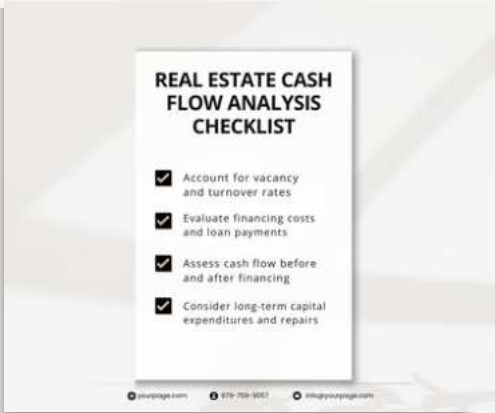 REAL ESTATE CASH
FLOW ANALYSIS
CHECKLIST
Account for vacancy
and turnover rates
Evaluate financing costs
and loan payments
Assess cash flow before
and after financing
Consider long-term capital
expenditures and repairs
yourpage.com info@yourpage.com